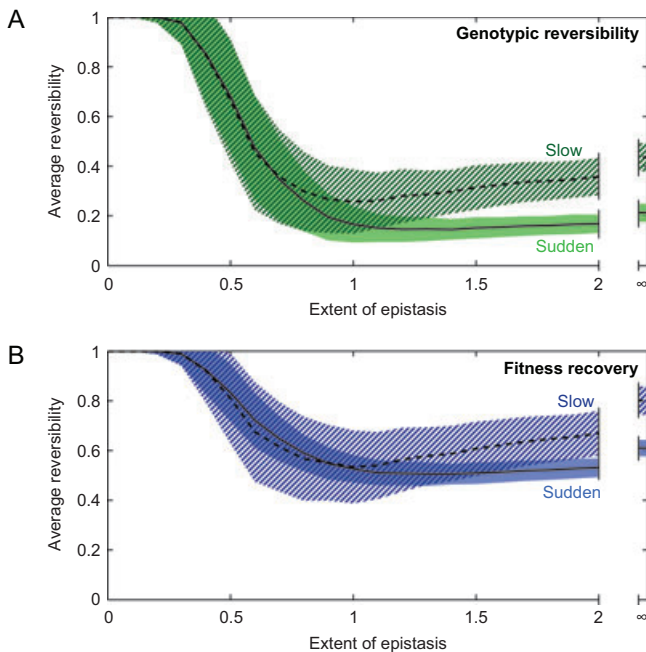 A
Genotypic reversibility
Average reversibility
1
0.8
0.6
0.4
0.2
0
Slow
Sudden
0
0.5
1
1.5
2
∞
Extent of epistasis
B
Fitness recovery
Average reversibility
1
0.8
0.6
0.4
0.2
0
Slow
Sudden
0
0.5
1
1.5
2
∞
Extent of epistasis